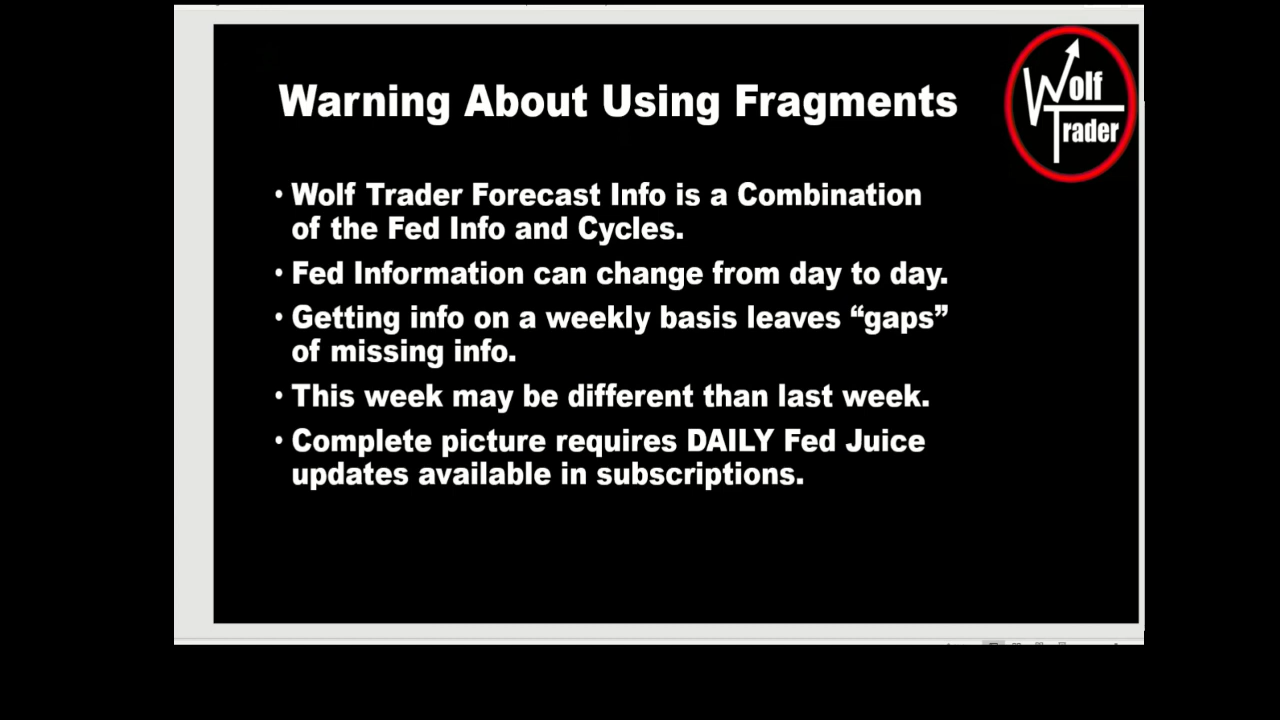 Warning About Using Fragments
Wolf
Trader
• Wolf Trader Forecast Info is a Combination
of the Fed Info and Cycles.
• Fed Information can change from day to day.
• Getting info on a weekly basis leaves “gaps”
of missing info.
• This week may be different than last week.
• Complete picture requires DAILY Fed Juice
updates available in subscriptions.